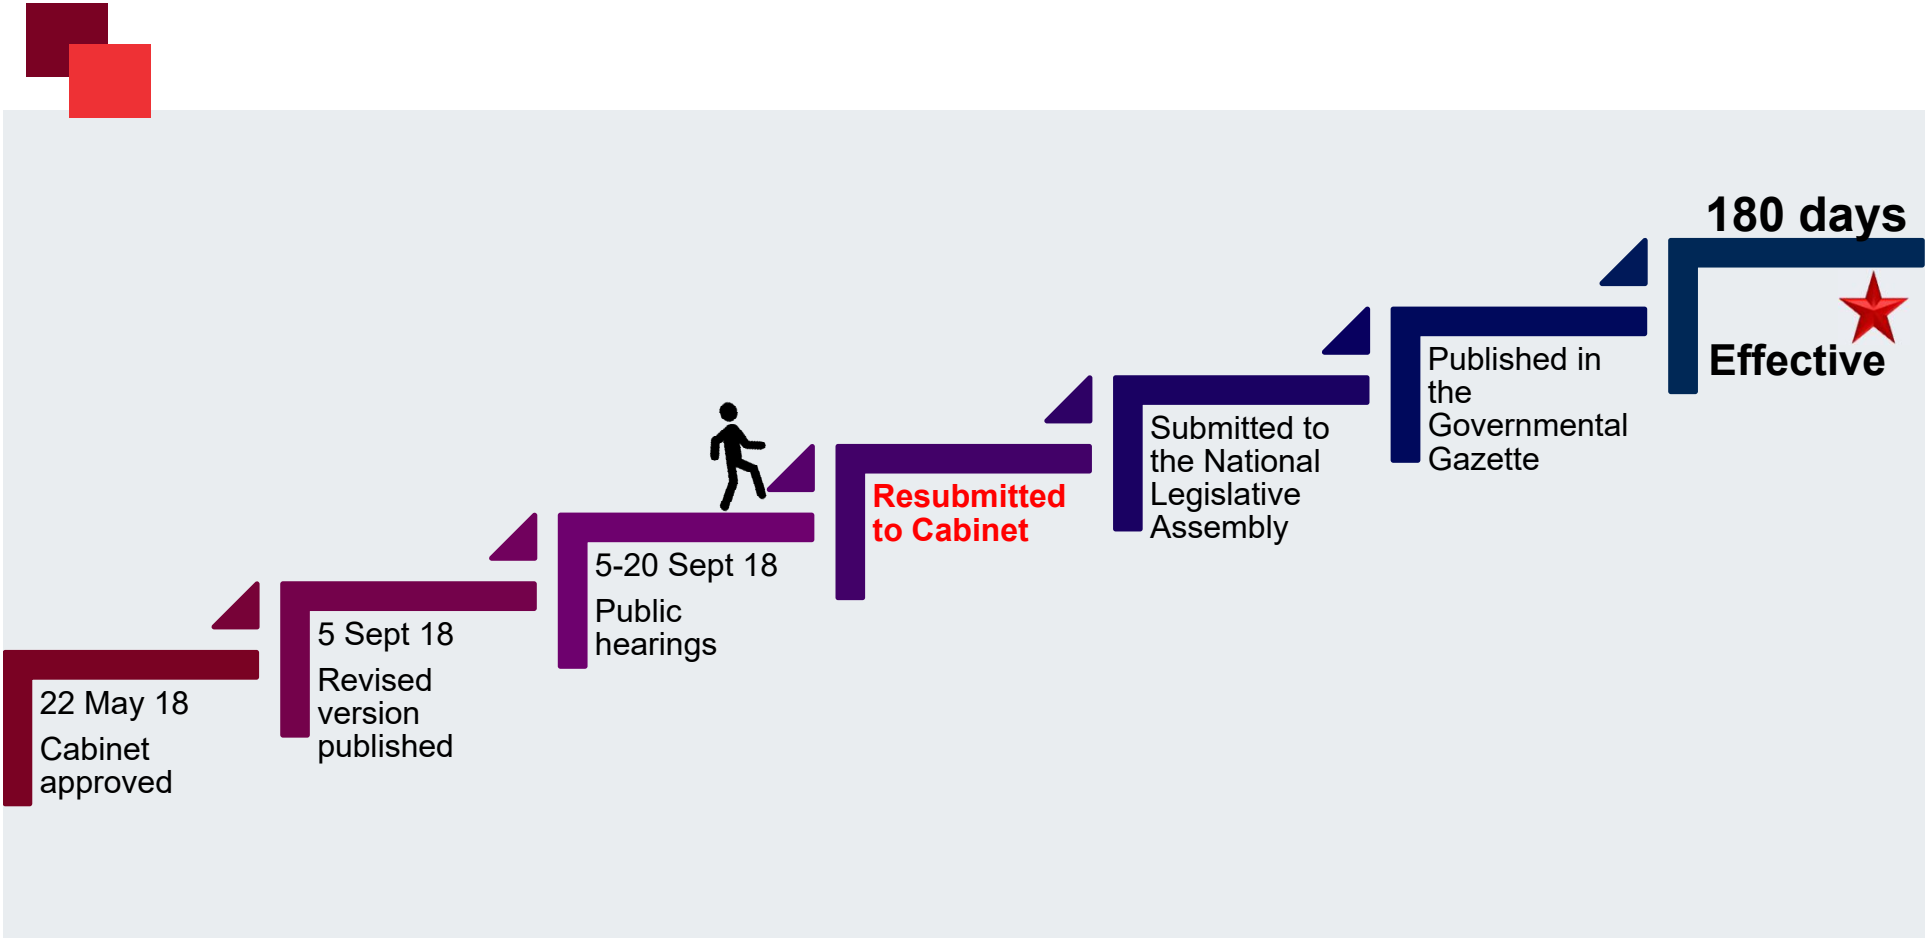 22 May 18
Cabinet
approved
5 Sept 18
Revised
version
published
5-20 Sept 18
Public
hearings
Resubmitted
to Cabinet
Submitted to
the National
Legislative
Assembly
Published in
the
Governmental
Gazette
180 days
Effective